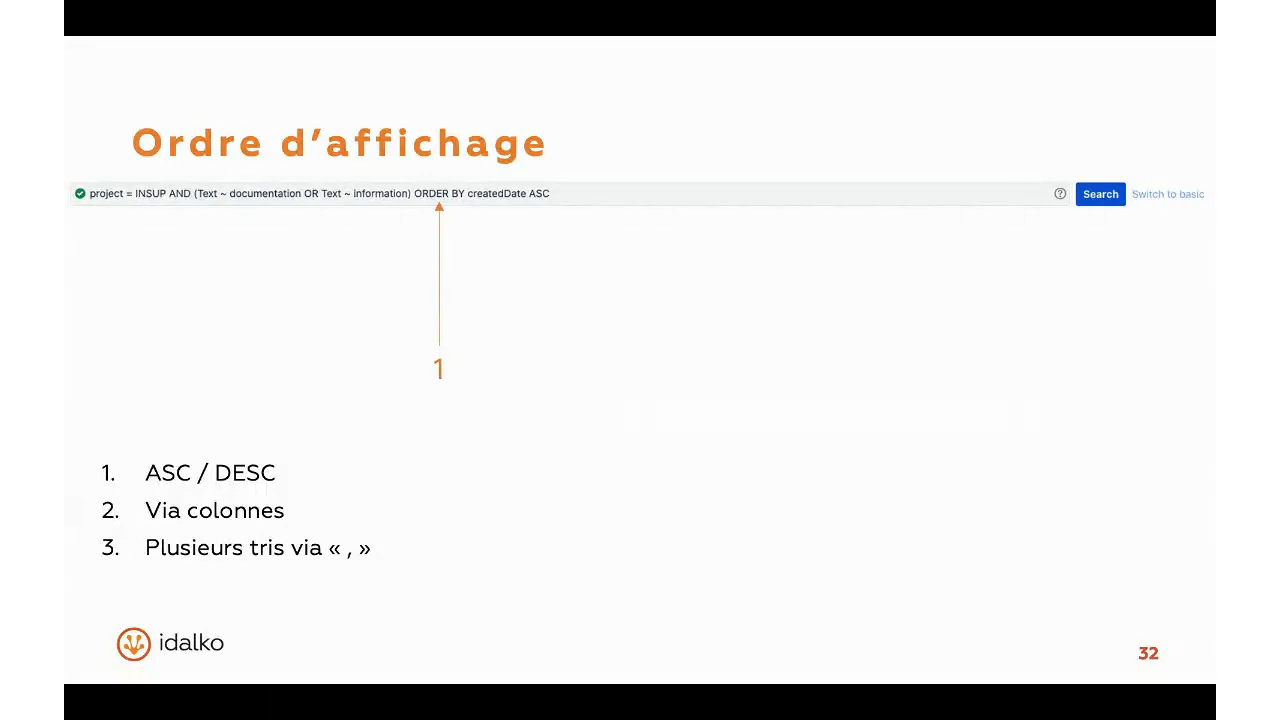 Ordre d’affichage
project = INSUP AND (Text ~ documentation OR Text ~ information) ORDER BY createdDate ASC
? Search Switch to basic
1
1. ASC / DESC
2. Via colonnes
3. Plusieurs tris via « , »
idalko
32